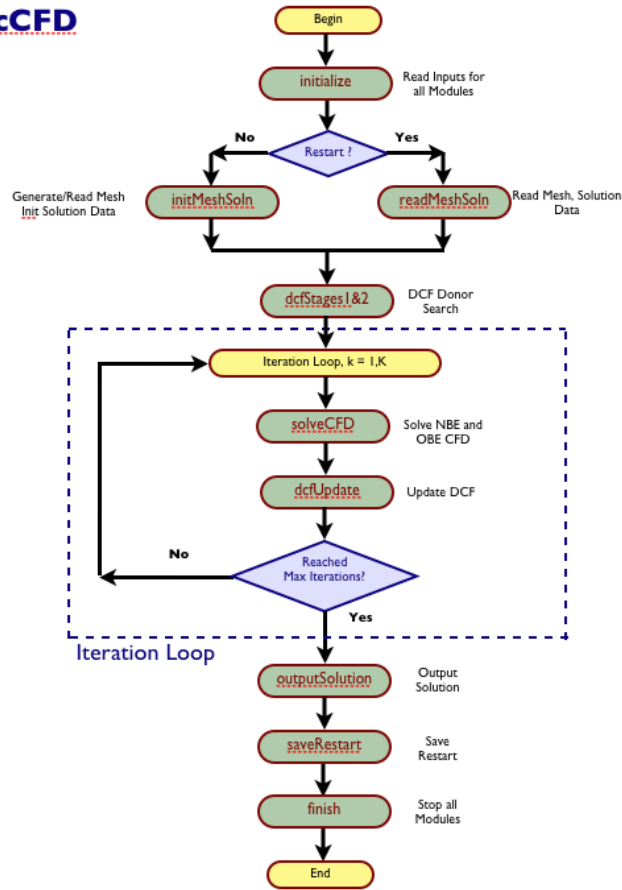 cCFD
Begin
initialize
Read Inputs for
all Modules
No
Yes
Restart ?
Generate/Read Mesh
Init Solution Data
initMeshSoln
readMeshSoln
Read Mesh, Solution
Data
dcfStages1&2
DCF Donor
Search
Iteration Loop, k = 1,K
solveCFD
Solve NBE and
OBE CFD
dcfUpdate
Update DCF
No
Reached
Max Iterations?
Yes
Iteration Loop
outputSolution
Output
Solution
saveRestart
Save
Restart
finish
Stop all
Modules
End